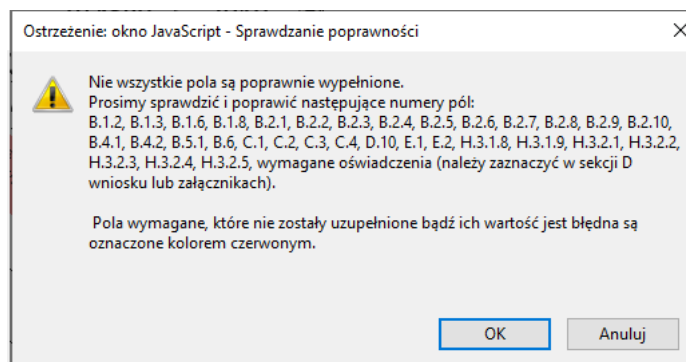 Ostrzeżenie: okno JavaScript - Sprawdzanie poprawności
Nie wszystkie pola są poprawnie wypełnione.
Prosimy sprawdzić i poprawić następujące numery pól:
B.1.2, B.1.3, B.1.6, B.1.8, B.2.1, B.2.2, B.2.3, B.2.4, B.2.5, B.2.6, B.2.7, B.2.8, B.2.9, B.2.10,
B.4.1, B.4.2, B.5.1, B.6, C.1, C.2, C.3, C.4, D.10, E.1, E.2, H.3.1.8, H.3.1.9, H.3.2.1, H.3.2.2,
H.3.2.3, H.3.2.4, H.3.2.5, wymagane oświadczenia (należy zaznaczyć w sekcji D
wniosku lub załącznikach).
Pola wymagane, które nie zostały uzupełnione bądź ich wartość jest błędna są
oznaczone kolorem czerwonym.
OK Anuluj